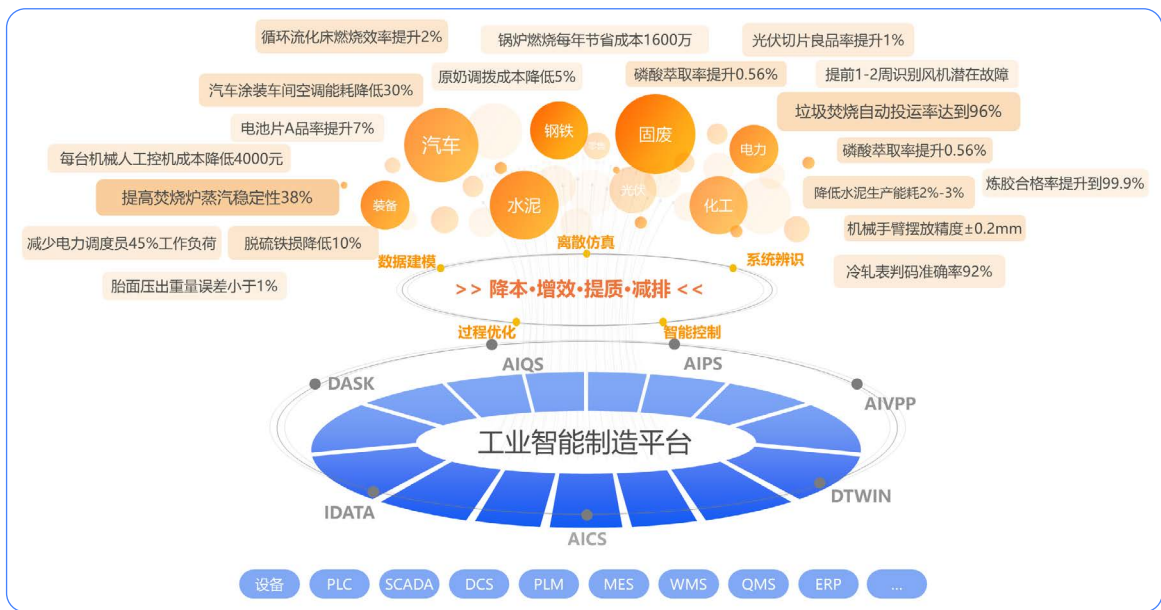 循环流化床燃烧效率提升2%
锅炉燃烧每年节省成本1600万
光伏切片良品率提升1%
原奶调拨成本降低5%
磷酸萃取率提升0.56%
提前1-2周识别风机潜在故障
汽车涂装车间空调能耗降低30%
垃圾焚烧自动投运率达到96%
电池片A品率提升7%
汽车
钢铁
固废
电力
磷酸萃取率提升0.56%
每台机械人工控机成本降低4000元
炼胶合格率提升到99.9%
提高焚烧炉蒸汽稳定性38%
装备
水泥
光伏
化工
降低水泥生产能耗2%-3%
机械手臂摆放精度±0.2mm
减少电力调度员45%工作负荷
脱硫铁损降低10%
离散仿真
数据建模
系统辨识
冷轧表判码准确率92%
胎面压出重量误差小于1%
>> 降本·增效·提质·减排 <<
过程优化
智能控制
AIQS
AIPS
DASK
AIVPP
工业智能制造平台
IDATA
DTWIN
AICS
设备
PLC
SCADA
DCS
PLM
MES
WMS
QMS
ERP
...